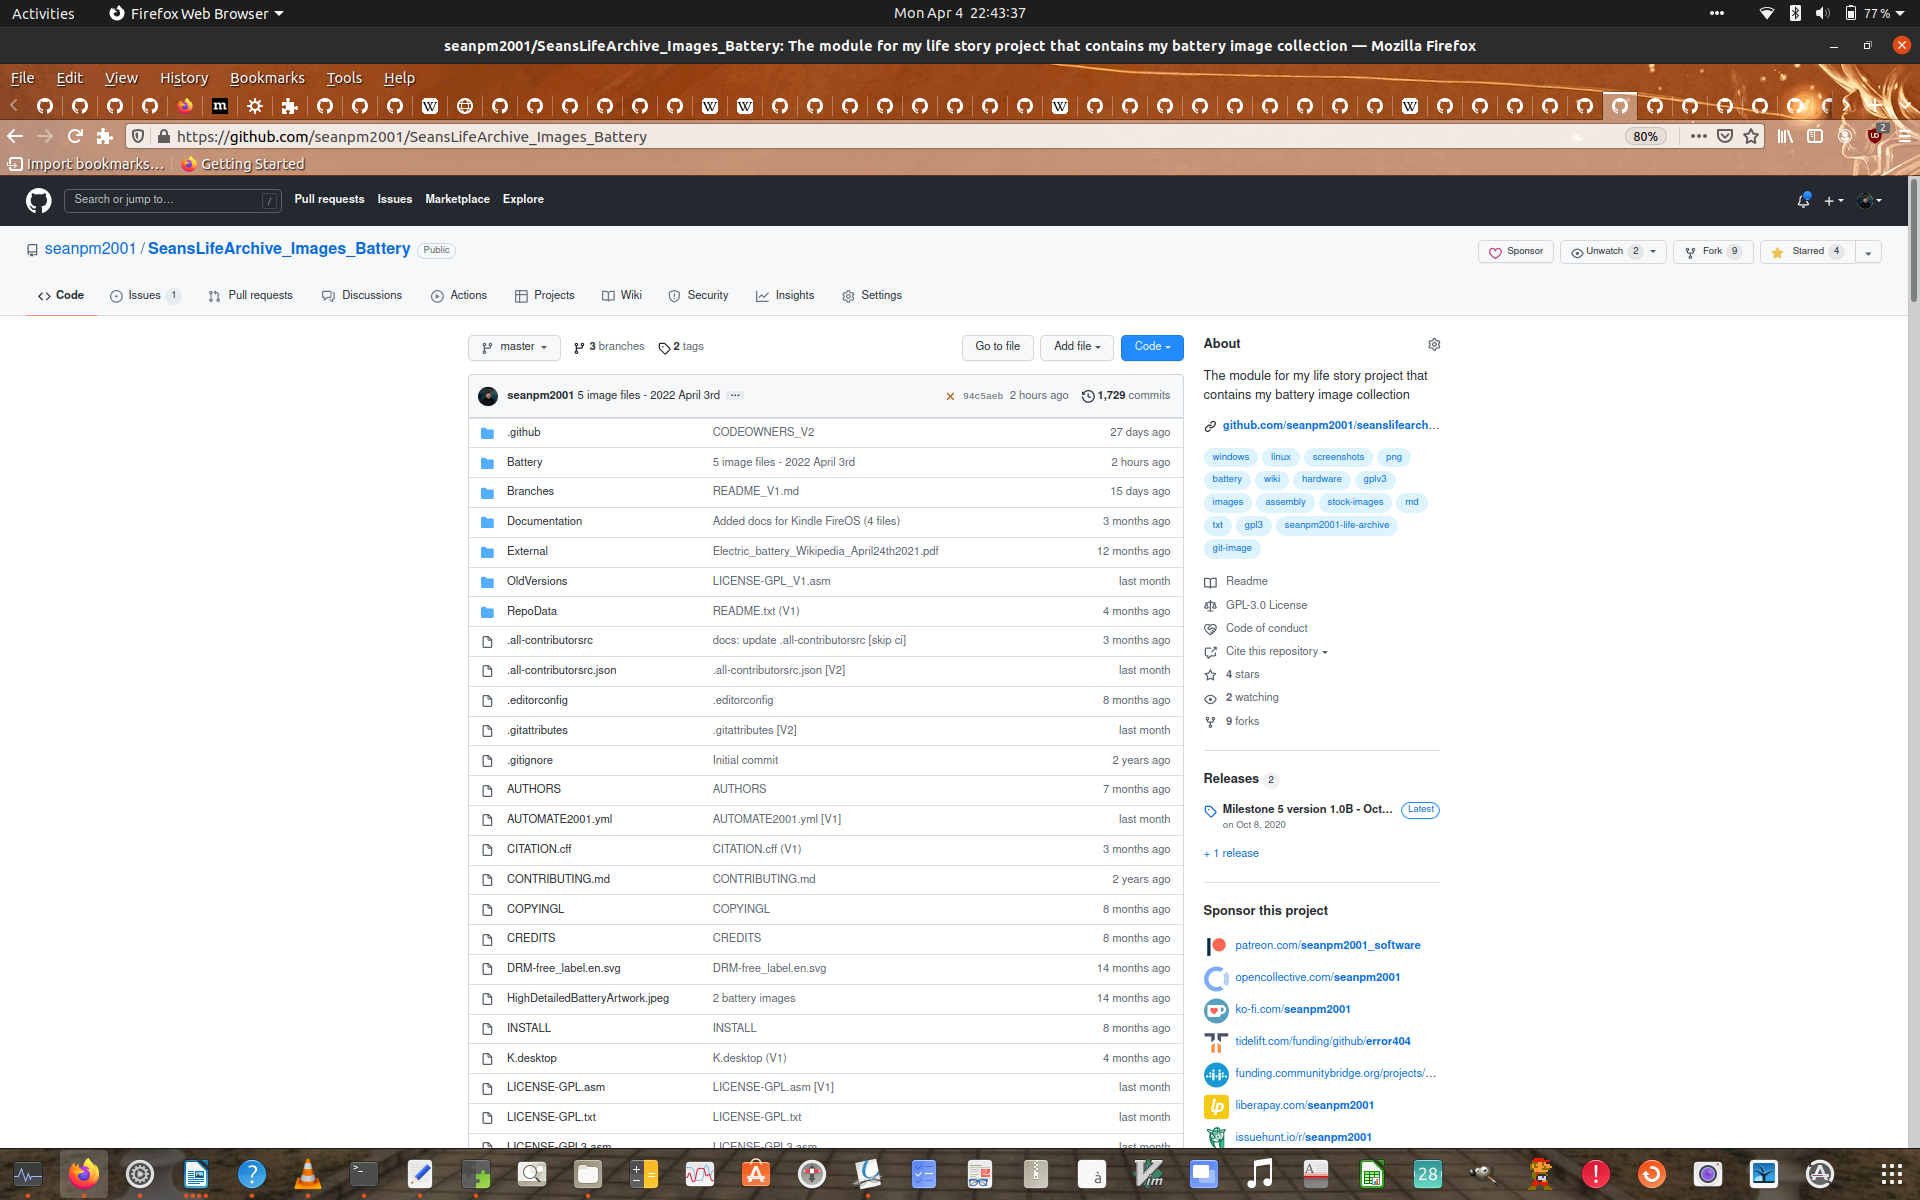 Activities Firefox Web Browser Mon Apr 4 22:43:37 77 %
seanpm2001/SeansLifeArchive_Images_Battery: The module for my life story project that contains my battery image collection — Mozilla Firefox
File Edit View History Bookmarks Tools Help
https://github.com/seanpm2001/SeansLifeArchive_Images_Battery 80% 2
Import bookmarks… Getting Started
Search or jump to… / Pull requests Issues Marketplace Explore
seanpm2001 / SeansLifeArchive_Images_Battery Public Sponsor Unwatch 2 Fork 9 Starred 4
Code Issues 1 Pull requests Discussions Actions Projects Wiki Security Insights Settings
master 3 branches 2 tags Go to file Add file Code
seanpm2001 5 image files - 2022 April 3rd ··· 94c5aeb 2 hours ago 1,729 commits
.github CODEOWNERS_V2 27 days ago
Battery 5 image files - 2022 April 3rd 2 hours ago
Branches README_V1.md 15 days ago
Documentation Added docs for Kindle FireOS (4 files) 3 months ago
External Electric_battery_Wikipedia_April24th2021.pdf 12 months ago
OldVersions LICENSE-GPL_V1.asm last month
RepoData README.txt (V1) 4 months ago
.all-contributorsrc docs: update .all-contributorsrc [skip ci] 3 months ago
.all-contributorsrc.json .all-contributorsrc.json [V2] last month
.editorconfig .editorconfig 8 months ago
.gitattributes .gitattributes [V2] last month
.gitignore Initial commit 2 years ago
AUTHORS AUTHORS 7 months ago
AUTOMATE2001.yml AUTOMATE2001.yml [V1] last month
CITATION.cff CITATION.cff (V1) 3 months ago
CONTRIBUTING.md CONTRIBUTING.md 2 years ago
COPYINGL COPYINGL 8 months ago
CREDITS CREDITS 8 months ago
DRM-free_label.en.svg DRM-free_label.en.svg 14 months ago
HighDetailedBatteryArtwork.jpeg 2 battery images 14 months ago
INSTALL INSTALL 8 months ago
K.desktop K.desktop (V1) 4 months ago
LICENSE-GPL.asm LICENSE-GPL.asm [V1] last month
LICENSE-GPL.txt LICENSE-GPL.txt last month
LICENSE-GPL3.asm LICENSE-GPL3.asm last month
About
The module for my life story project that
contains my battery image collection
github.com/seanpm2001/seanslifearch...
windows linux screenshots png
battery wiki hardware gplv3
images assembly stock-images md
txt gpl3 seanpm2001-life-archive
git-image
Readme
GPL-3.0 License
Code of conduct
Cite this repository
4 stars
2 watching
9 forks
Releases 2
Milestone 5 version 1.0B - Oct... Latest
on Oct 8, 2020
+ 1 release
Sponsor this project
patreon.com/seanpm2001_software
opencollective.com/seanpm2001
ko-fi.com/seanpm2001
tidelift.com/funding/github/error404
funding.communitybridge.org/projects/...
liberapay.com/seanpm2001
issuehunt.io/r/seanpm2001
28